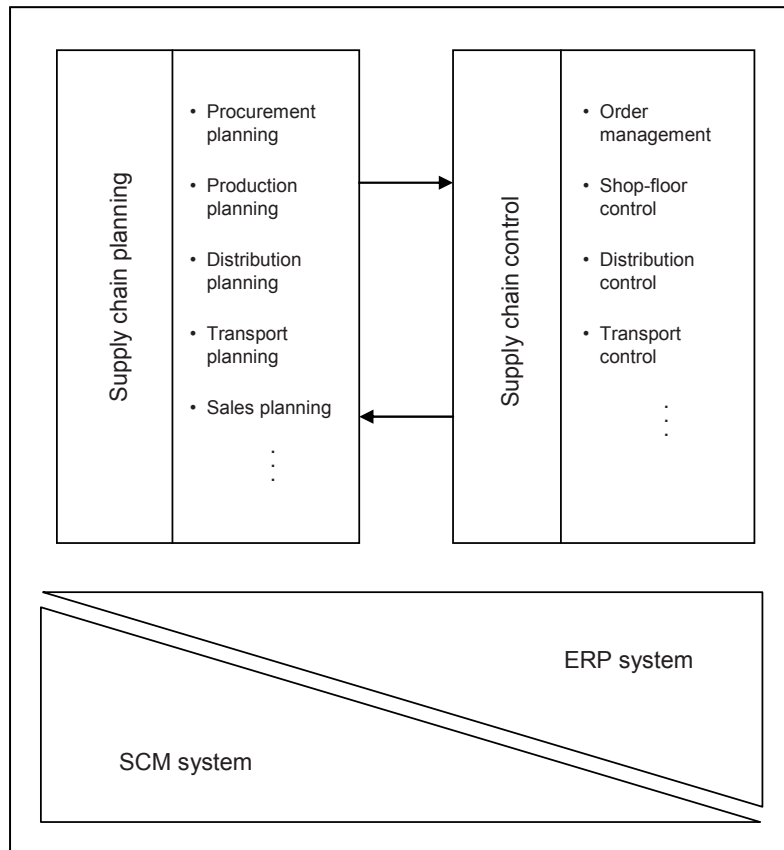 Supply chain planning
• Procurement
planning
• Production
planning
• Distribution
planning
• Transport
planning
• Sales planning
.
.
.
Supply chain control
• Order
management
• Shop-floor
control
• Distribution
control
• Transport
control
.
.
.
ERP system
SCM system